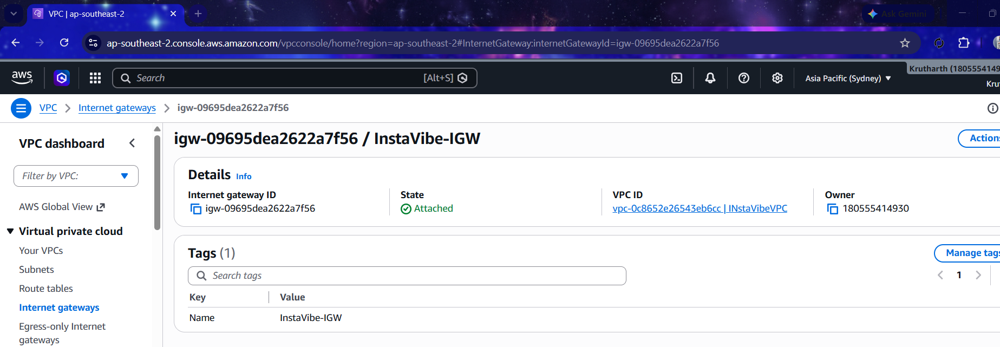 VPC | ap-southeast-2
Ask Gemini
ap-southeast-2.console.aws.amazon.com/vpcconsole/home?region=ap-southeast-2#InternetGateway:internetGatewayId=igw-09695dea2622a7f56
aws
Search
[Alt+S]
Asia Pacific (Sydney)
Krutharth (1805554149
Kru
VPC
Internet gateways
igw-09695dea2622a7f56
VPC dashboard
Filter by VPC:
AWS Global View
Virtual private cloud
Your VPCs
Subnets
Route tables
Internet gateways
Egress-only Internet
gateways
igw-09695dea2622a7f56 / InstaVibe-IGW
Action
Details Info
Internet gateway ID
igw-09695dea2622a7f56
State
Attached
VPC ID
vpc-0c8652e26543eb6cc | INstaVibeVPC
Owner
180555414930
Tags (1)
Manage tags
Search tags
1
Key Value
Name InstaVibe-IGW